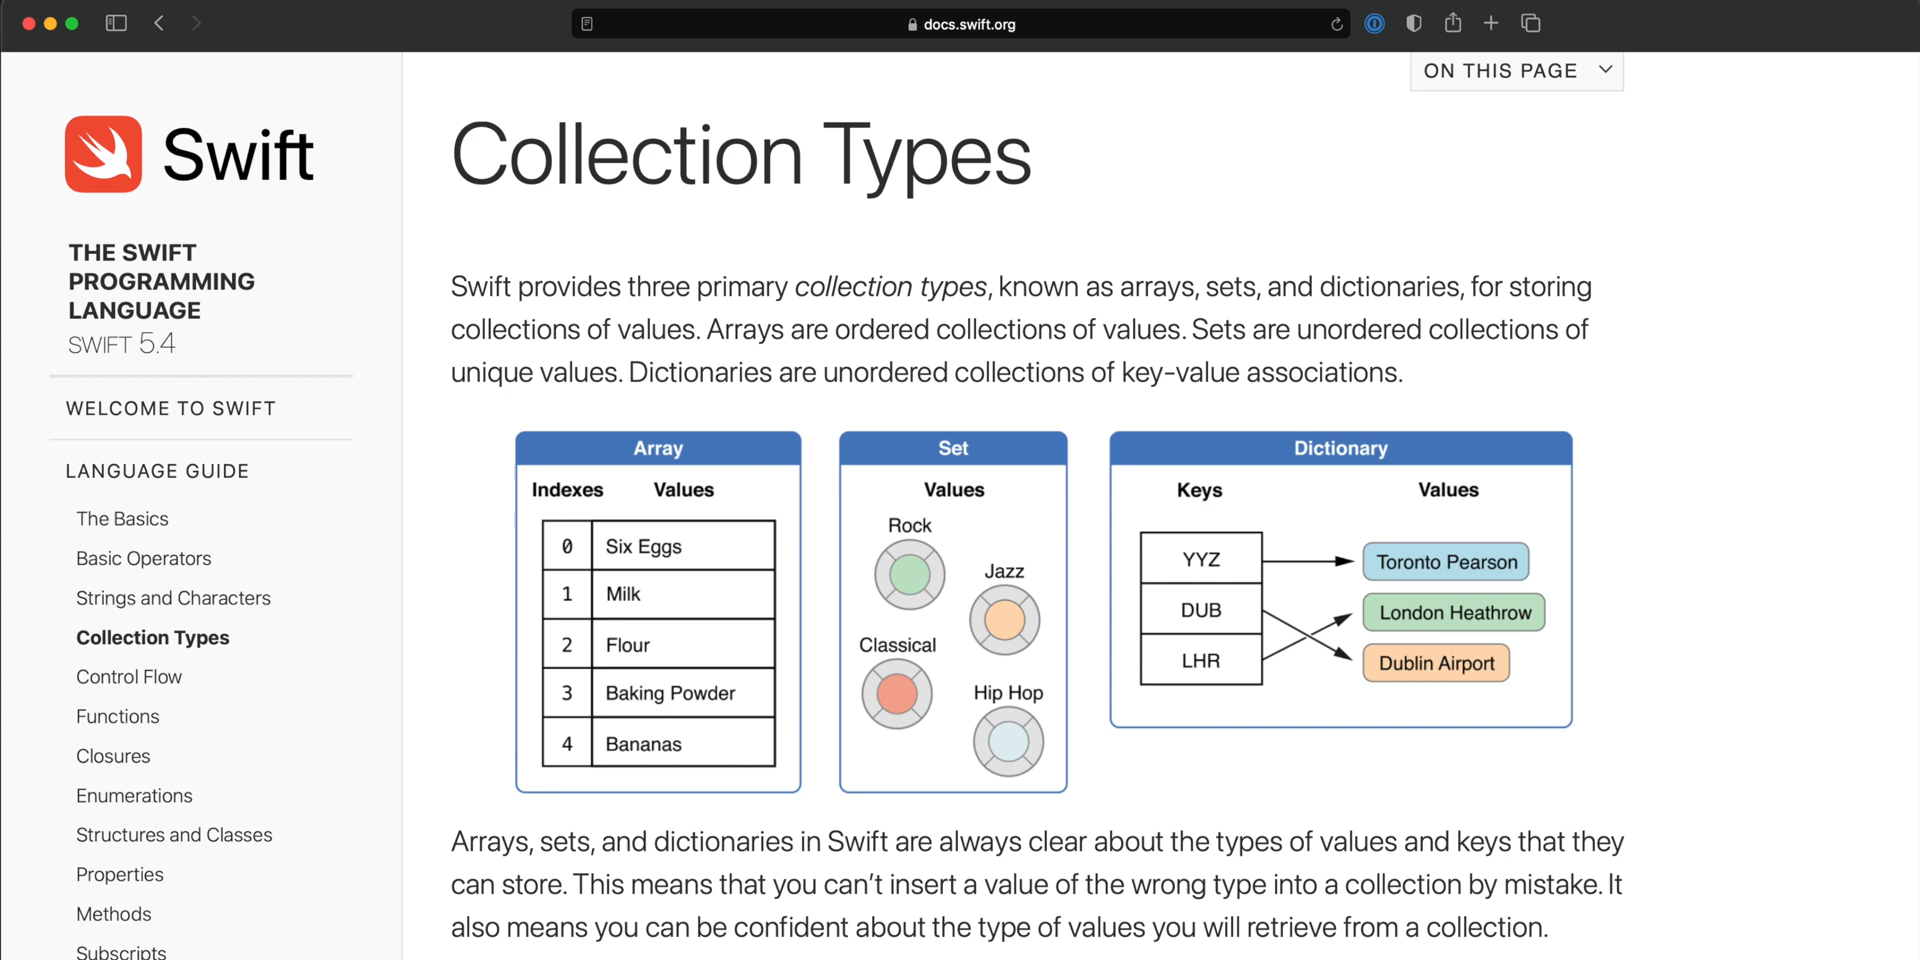 docs.swift.org
ON THIS PAGE
Swift
THE SWIFT
PROGRAMMING
LANGUAGE
SWIFT 5.4
WELCOME TO SWIFT
LANGUAGE GUIDE
The Basics
Basic Operators
Strings and Characters
Collection Types
Control Flow
Functions
Closures
Enumerations
Structures and Classes
Properties
Methods
Subscripts
Collection Types
Swift provides three primary collection types, known as arrays, sets, and dictionaries, for storing
collections of values. Arrays are ordered collections of values. Sets are unordered collections of
unique values. Dictionaries are unordered collections of key-value associations.
Array
Indexes Values
0 Six Eggs
1 Milk
2 Flour
3 Baking Powder
4 Bananas
Set
Values
Rock
Jazz
Classical
Hip Hop
Dictionary
Keys Values
YYZ Toronto Pearson
DUB London Heathrow
LHR Dublin Airport
Arrays, sets, and dictionaries in Swift are always clear about the types of values and keys that they
can store. This means that you can’t insert a value of the wrong type into a collection by mistake. It
also means you can be confident about the type of values you will retrieve from a collection.